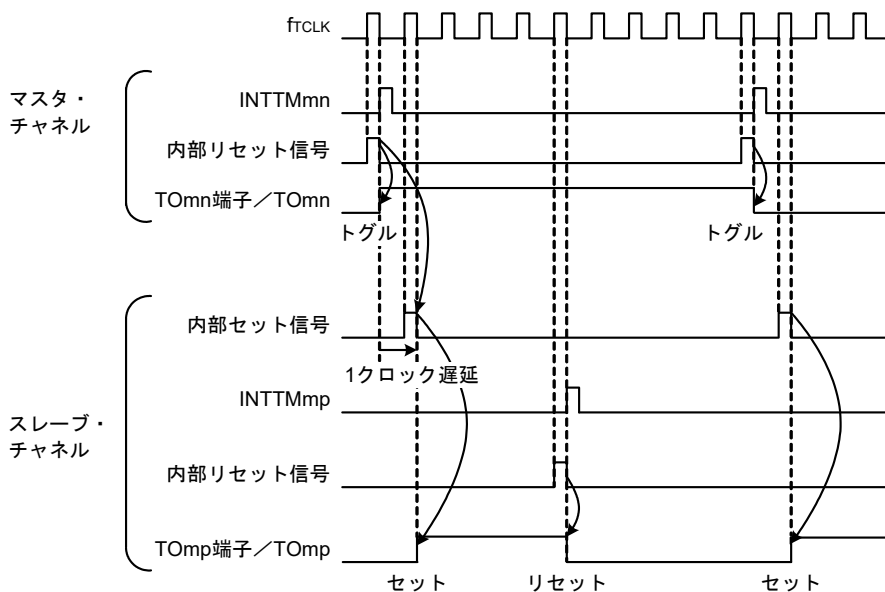 fTCLK
マスタ・
チャネル
INTTMmn
内部リセット信号
TOmn端子／TOmn
トグル
トグル
スレーブ・
チャネル
内部セット信号
1クロック遅延
INTTMmp
内部リセット信号
TOmp端子／TOmp
セット
リセット
セット